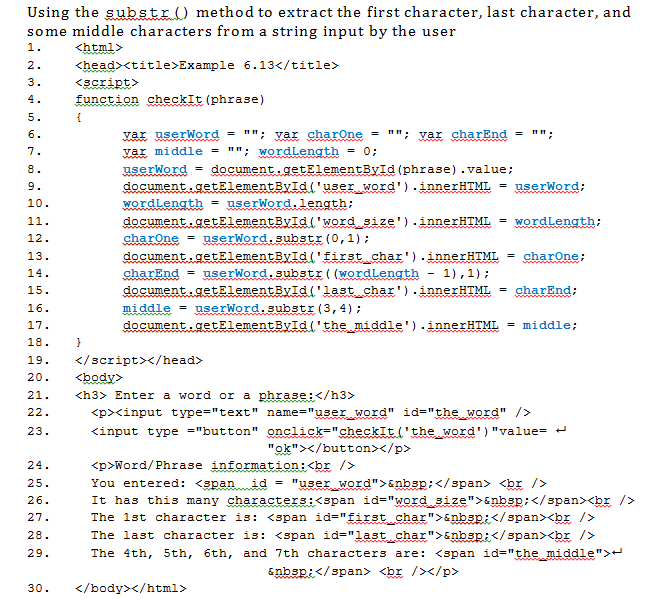 Using the substr() method to extract the first character, last character, and
some middle characters from a string input by the user
1. <html>
2. <head><title>Example 6.13</title>
3. <script>
4. function checkIt(phrase)
5. {
6. var userWord = ""; var charOne = ""; var charEnd = "";
7. var middle = ""; wordLength = 0;
8. userWord = document.getElementById(phrase).value;
9. document.getElementById('user_word').innerHTML = userWord;
10. wordLength = userWord.length;
11. document.getElementById('word_size').innerHTML = wordLength;
12. charOne = userWord.substr(0,1);
13. document.getElementById('first_char').innerHTML = charOne;
14. charEnd = userWord.substr((wordLength - 1),1);
15. document.getElementById('last_char').innerHTML = charEnd;
16. middle = userWord.substr(3,4);
17. document.getElementById('the_middle').innerHTML = middle;
18. }
19. </script></head>
20. <body>
21. <h3> Enter a word or a phrase:</h3>
22. <p><input type="text" name="user_word" id="the_word" />
23. <input type ="button" onclick="checkIt('the_word')"value= ↵
"ok"></button></p>
24. <p>Word/Phrase information:<br />
25. You entered: <span id = "user_word">&nbsp;</span> <br />
26. It has this many characters:<span id="word_size">&nbsp;</span><br />
27. The 1st character is: <span id="first_char">&nbsp;</span><br />
28. The last character is: <span id="last_char">&nbsp;</span><br />
29. The 4th, 5th, 6th, and 7th characters are: <span id="the_middle">↵
&nbsp;</span> <br /></p>
30. </body></html>